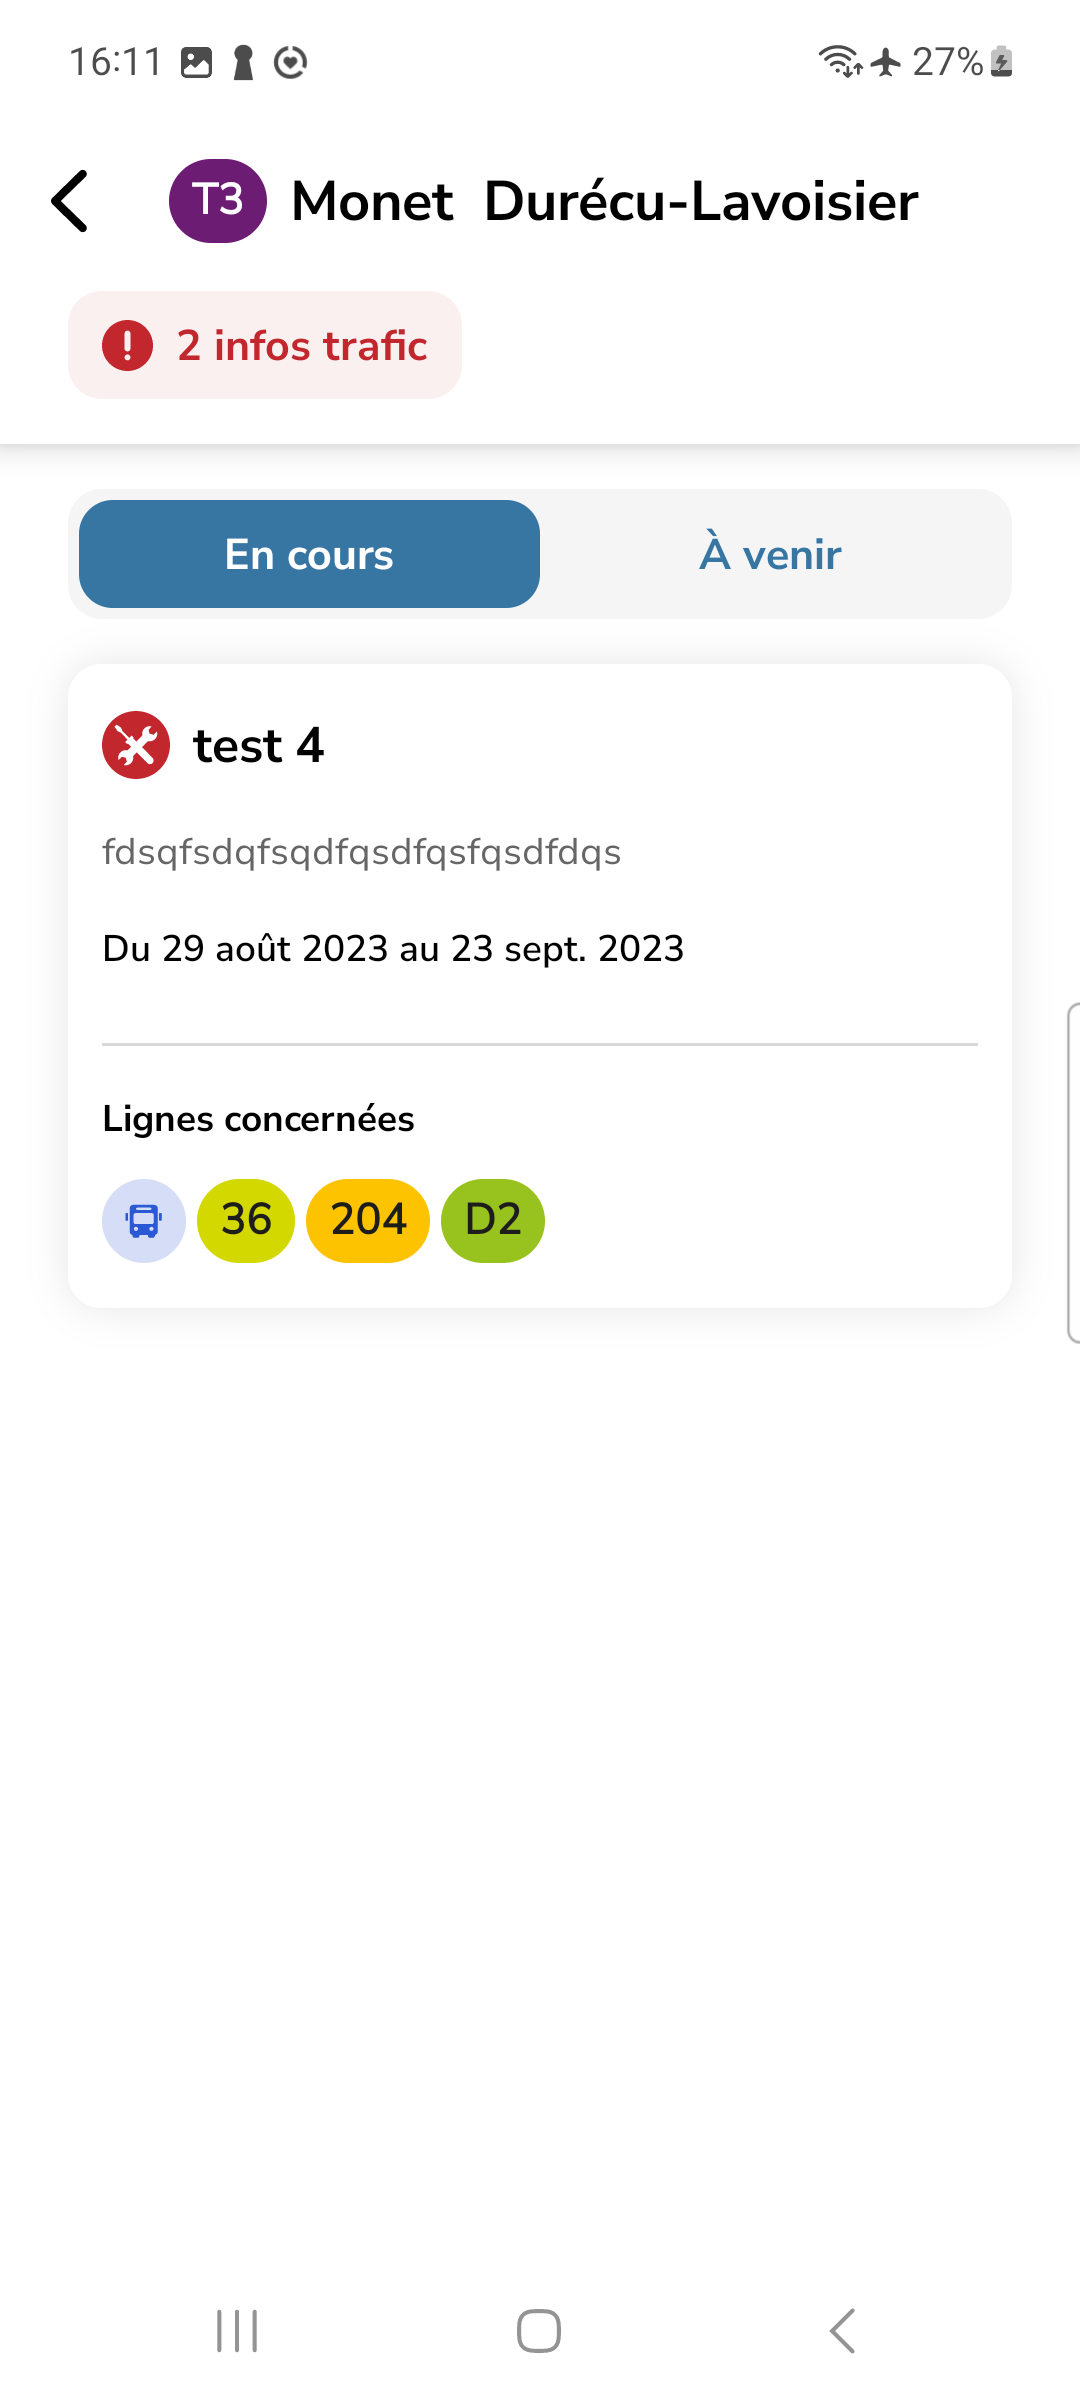 16:11 27%
T3 Monet Durécu-Lavoisier
2 infos trafic
En cours À venir
test 4
fdsqfsdqfsqdfqsdfqsfqsdfdqs
Du 29 août 2023 au 23 sept. 2023
Lignes concernées
36 204 D2